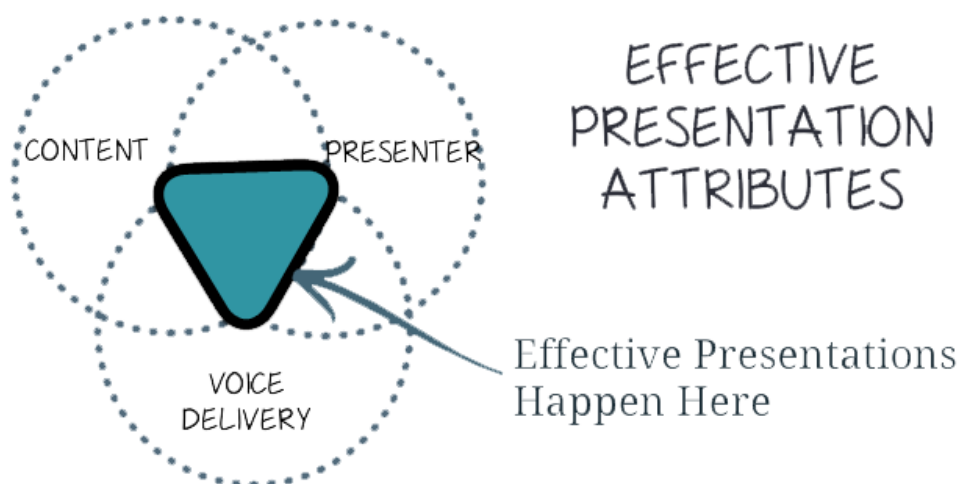 EFFECTIVE
PRESENTATION
ATTRIBUTES
CONTENT
PRESENTER
VOICE
DELIVERY
Effective Presentations
Happen Here